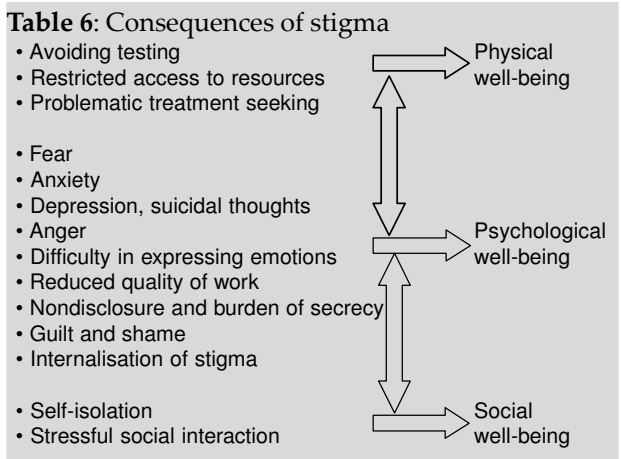 Table 6: Consequences of stigma
• Avoiding testing
• Restricted access to resources
• Problematic treatment seeking
Physical
well-being
• Fear
• Anxiety
• Depression, suicidal thoughts
• Anger
• Difficulty in expressing emotions
• Reduced quality of work
• Nondisclosure and burden of secrecy
• Guilt and shame
• Internalisation of stigma
Psychological
well-being
• Self-isolation
• Stressful social interaction
Social
well-being